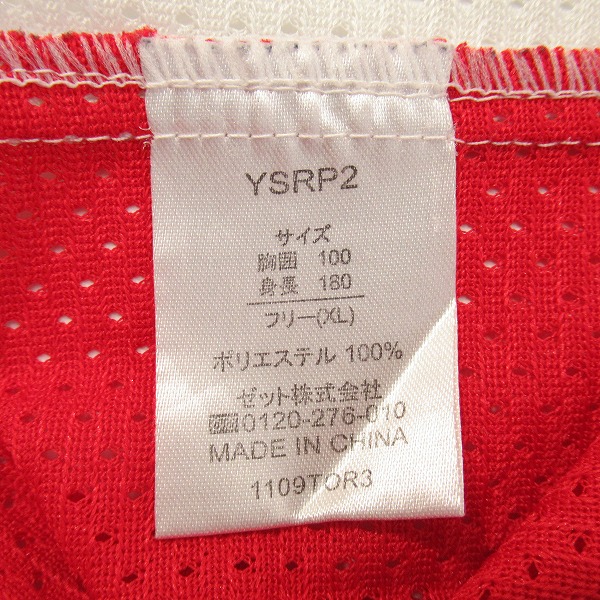 YSRP2
サイズ
胸囲 100
身長 180
フリー(XL)
ポリエステル 100%
ゼット株式会社
0120-276-010
MADE IN CHINA
1109TOR3